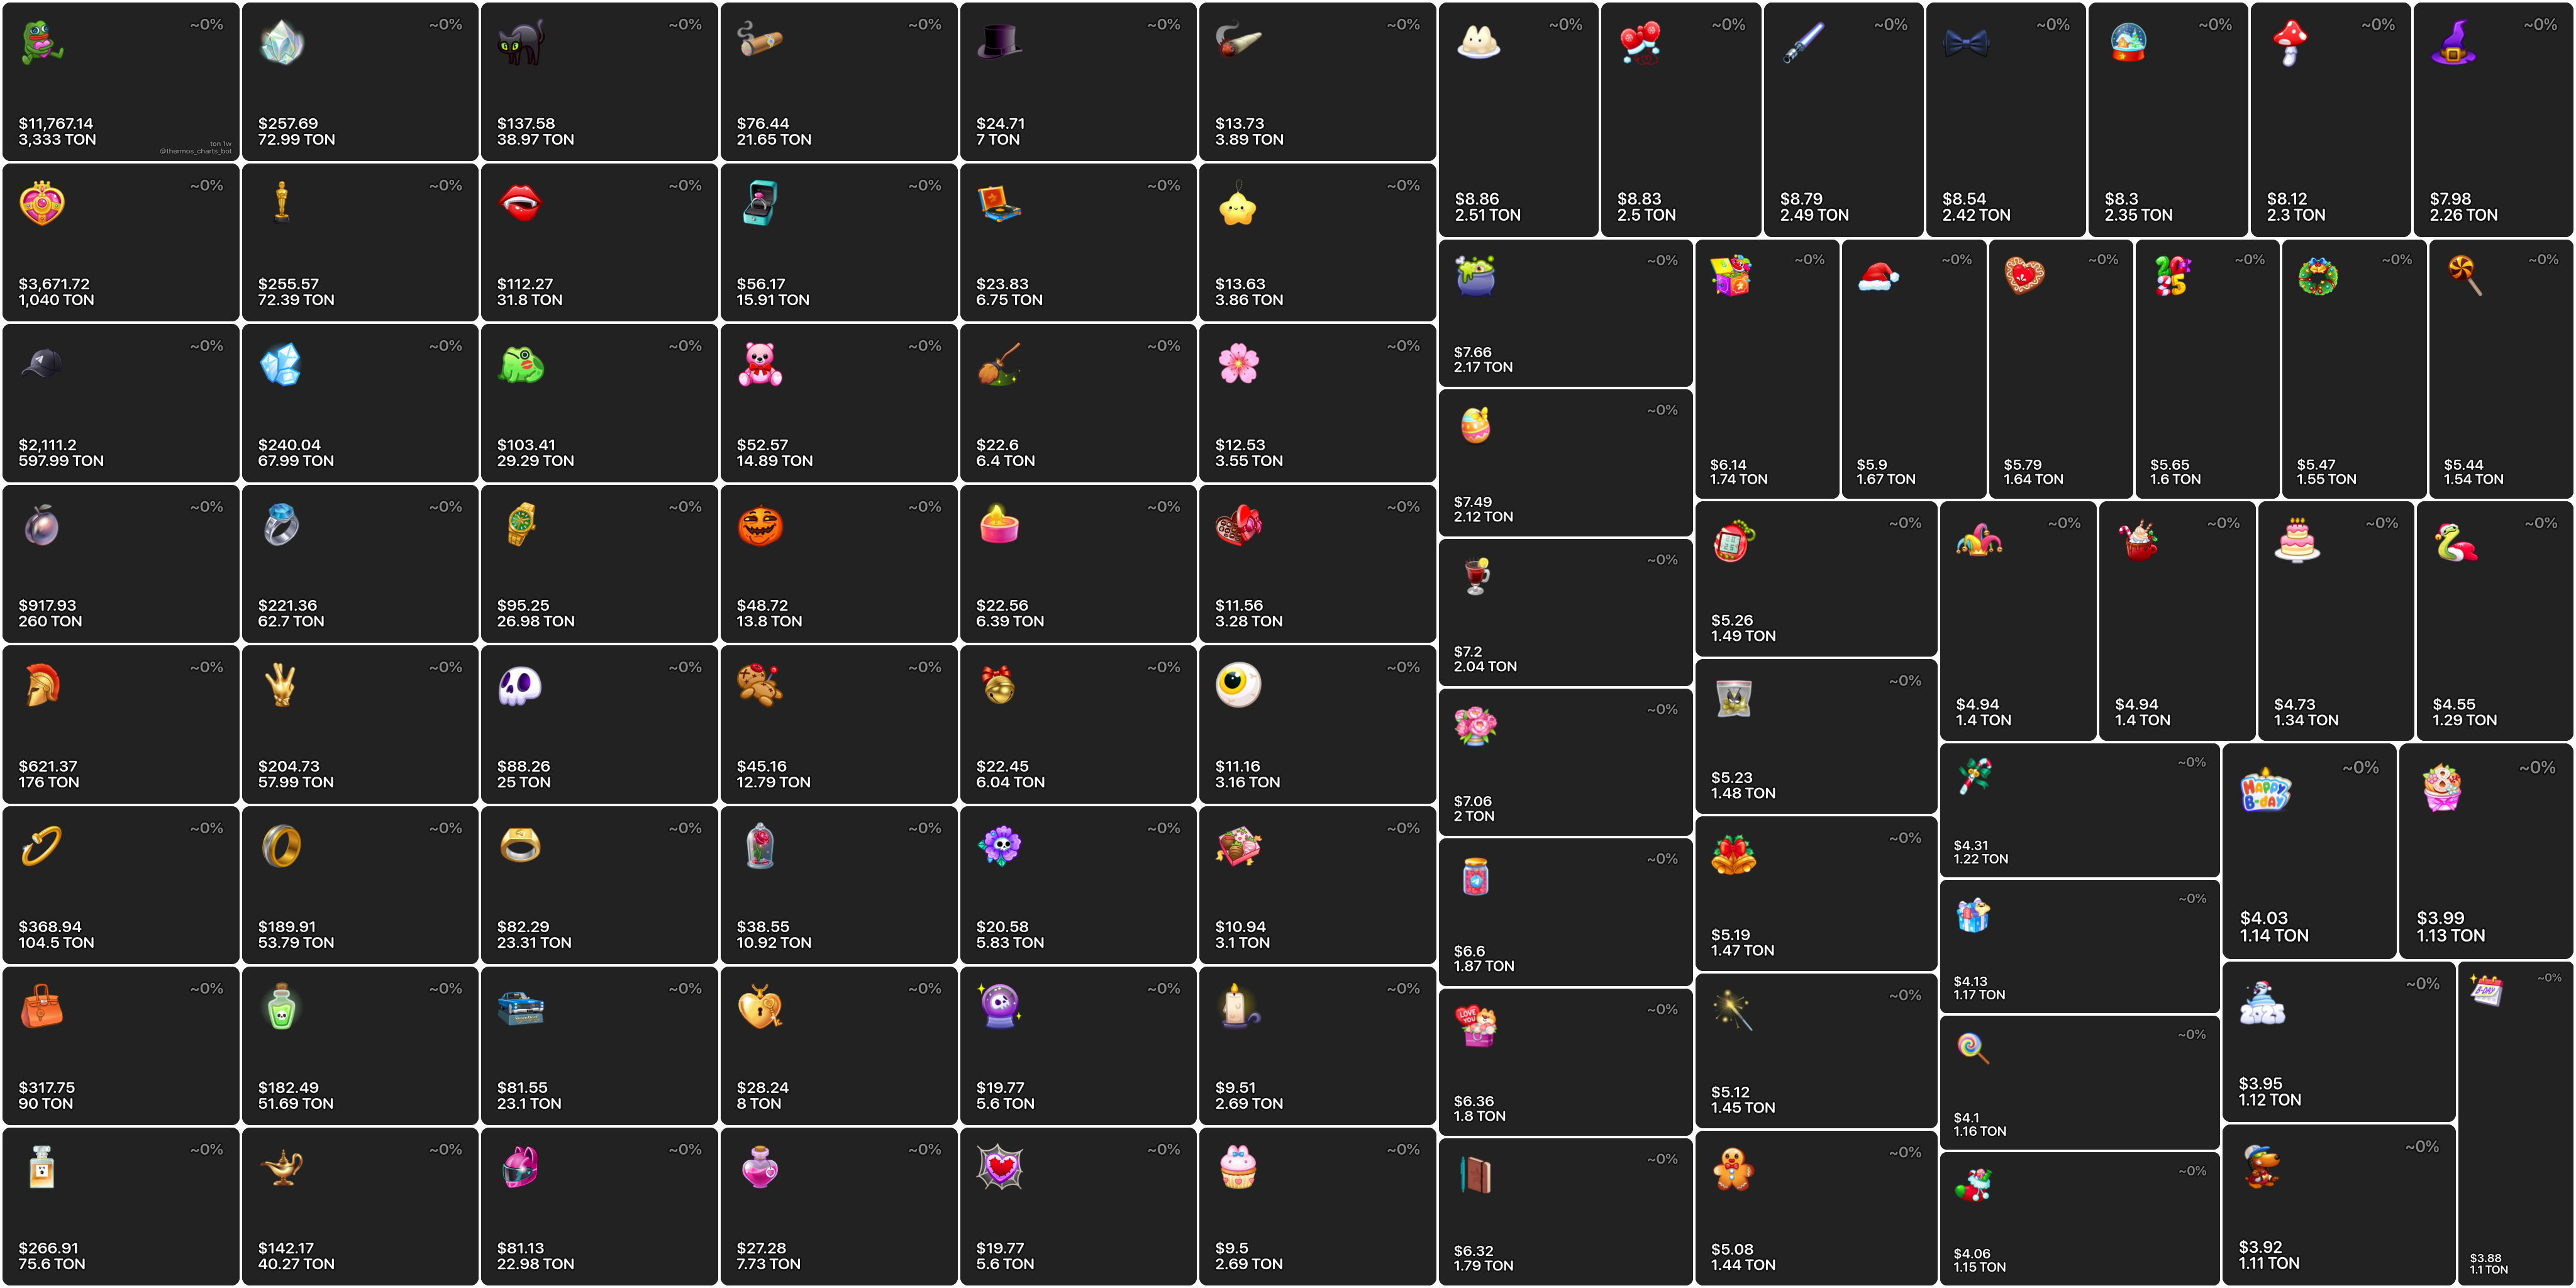 ~0%
$11,767.14
3,333 TON
ton 1w
@thermos_charts_bot
~0%
$3,671.72
1,040 TON
~0%
$2,111.2
597.99 TON
~0%
$917.93
260 TON
~0%
$621.37
176 TON
~0%
$368.94
104.5 TON
~0%
$317.75
90 TON
~0%
$266.91
75.6 TON
~0%
$257.69
72.99 TON
~0%
$255.57
72.39 TON
~0%
$240.04
67.99 TON
~0%
$221.36
62.7 TON
~0%
$204.73
57.99 TON
~0%
$189.91
53.79 TON
~0%
$182.49
51.69 TON
~0%
$142.17
40.27 TON
~0%
$137.58
38.97 TON
~0%
$112.27
31.8 TON
~0%
$103.41
29.29 TON
~0%
$95.25
26.98 TON
~0%
$88.26
25 TON
~0%
$82.29
23.31 TON
~0%
$81.55
23.1 TON
~0%
$81.13
22.98 TON
~0%
$76.44
21.65 TON
~0%
$56.17
15.91 TON
~0%
$52.57
14.89 TON
~0%
$48.72
13.8 TON
~0%
$45.16
12.79 TON
~0%
$38.55
10.92 TON
~0%
$28.24
8 TON
~0%
$27.28
7.73 TON
~0%
$24.71
7 TON
~0%
$23.83
6.75 TON
~0%
$22.6
6.4 TON
~0%
$22.56
6.39 TON
~0%
$22.45
6.04 TON
~0%
$20.58
5.83 TON
~0%
$19.77
5.6 TON
~0%
$19.77
5.6 TON
~0%
$13.73
3.89 TON
~0%
$13.63
3.86 TON
~0%
$12.53
3.55 TON
~0%
$11.56
3.28 TON
~0%
$11.16
3.16 TON
~0%
$10.94
3.1 TON
~0%
$9.51
2.69 TON
~0%
$9.5
2.69 TON
~0%
$8.86
2.51 TON
~0%
$8.83
2.5 TON
~0%
$8.79
2.49 TON
~0%
$8.54
2.42 TON
~0%
$8.3
2.35 TON
~0%
$8.12
2.3 TON
~0%
$7.98
2.26 TON
~0%
$7.66
2.17 TON
~0%
$7.49
2.12 TON
~0%
$7.2
2.04 TON
~0%
$7.06
2 TON
~0%
$6.6
1.87 TON
LOVE
YOU
~0%
$6.36
1.8 TON
~0%
$6.32
1.79 TON
~0%
$6.14
1.74 TON
~0%
$5.9
1.67 TON
~0%
$5.79
1.64 TON
2025
~0%
$5.65
1.6 TON
~0%
$5.47
1.55 TON
~0%
$5.44
1.54 TON
~0%
$5.26
1.49 TON
~0%
$5.23
1.48 TON
~0%
$5.19
1.47 TON
~0%
$5.12
1.45 TON
~0%
$5.08
1.44 TON
~0%
$4.94
1.4 TON
~0%
$4.94
1.4 TON
~0%
$4.73
1.34 TON
~0%
$4.55
1.29 TON
~0%
$4.31
1.22 TON
~0%
$4.13
1.17 TON
~0%
$4.1
1.16 TON
~0%
$4.06
1.15 TON
HAPPY
B-DAY
~0%
$4.03
1.14 TON
8
~0%
$3.99
1.13 TON
2025
~0%
$3.95
1.12 TON
~0%
$3.92
1.11 TON
B-DAY
~0%
$3.88
1.1 TON